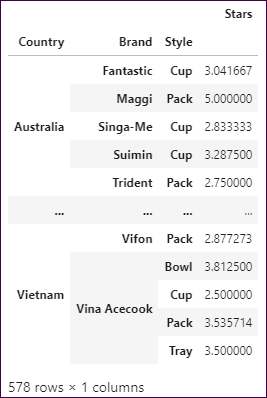 Stars
Country Brand Style
Fantastic Cup 3.041667
Maggi Pack 5.000000
Australia Singa-Me Cup 2.833333
Suimin Cup 3.287500
Trident Pack 2.750000
... ... ... ...
Vifon Pack 2.877273
Bowl 3.812500
Vietnam Vina Acecook Cup 2.500000
Pack 3.535714
Tray 3.500000
578 rows × 1 columns